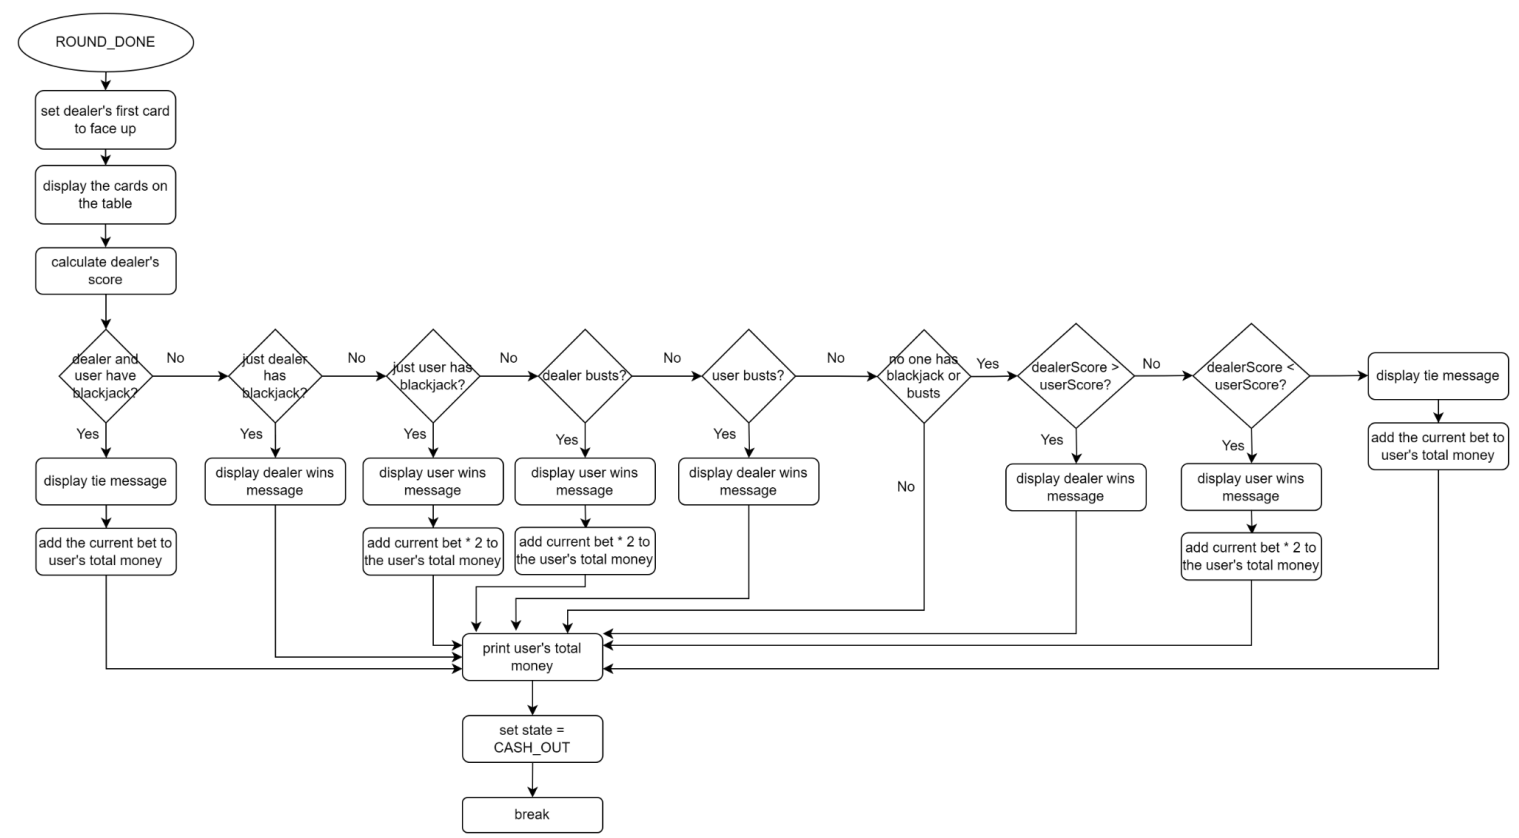 ROUND_DONE
set dealer's first card
to face up
display the cards on
the table
calculate dealer's
score
dealer and
user have
blackjack?
No
just dealer
has
blackjack?
No
just user has
blackjack?
No
dealer busts?
No
user busts?
No
no one has
blackjack or
busts
Yes
dealerScore >
userScore?
No
dealerScore <
userScore?
display tie message
add the current bet to
user's total money
Yes
display tie message
add the current bet to
user's total money
Yes
display dealer wins
message
Yes
display user wins
message
add current bet * 2 to
the user's total money
Yes
display user wins
message
add current bet * 2 to
the user's total money
Yes
display dealer wins
message
No
Yes
display dealer wins
message
Yes
display user wins
message
add current bet * 2 to
the user's total money
print user's total
money
set state =
CASH_OUT
break